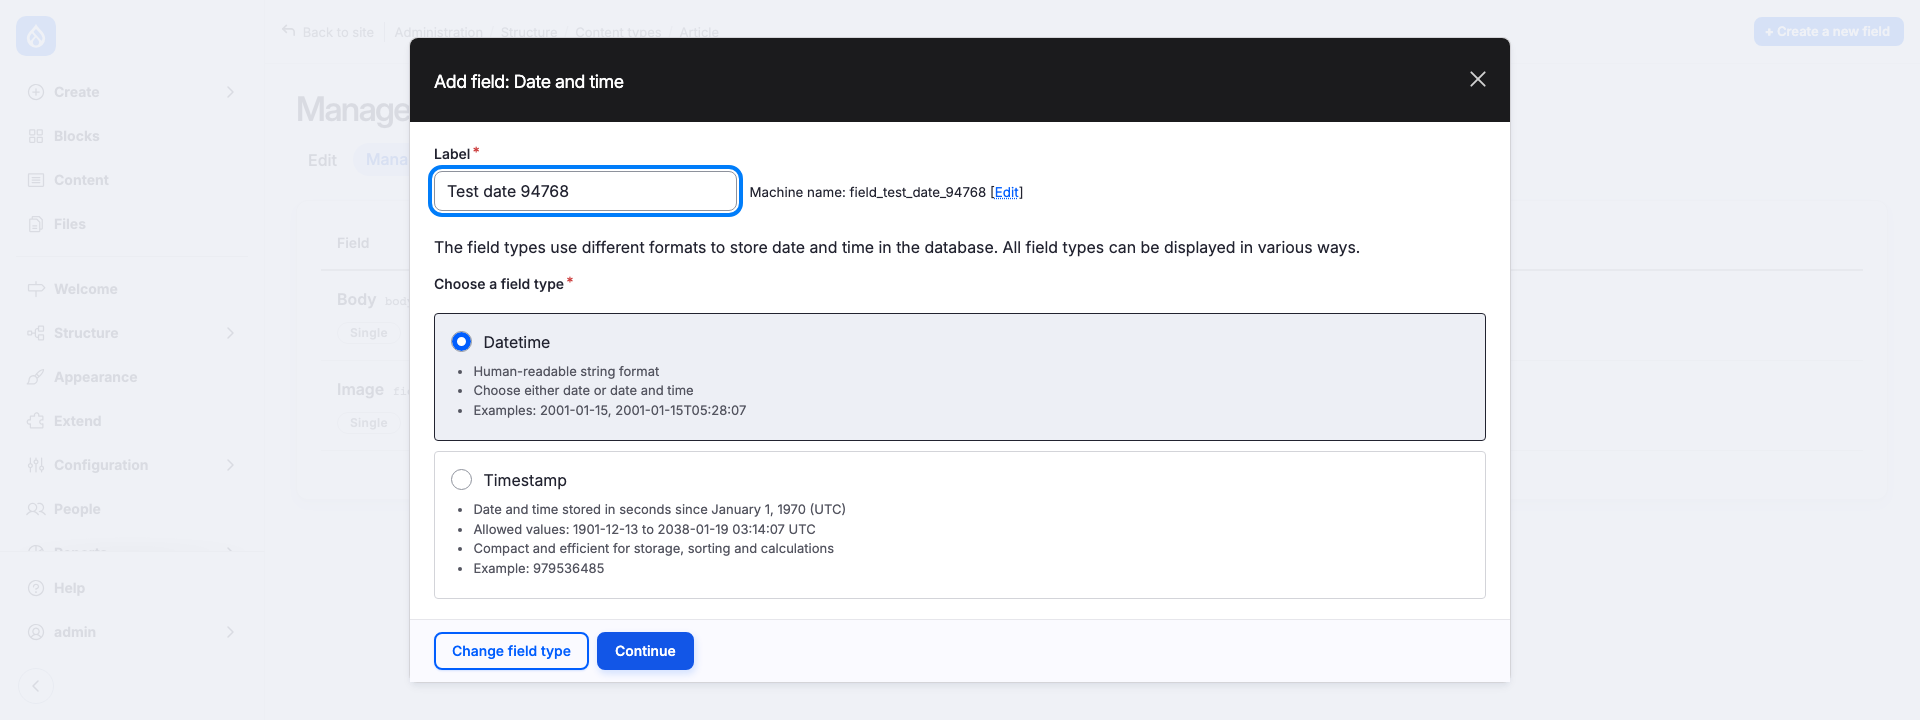 Back to site
Administration
Structure
Content types
Article
+ Create a new field
Create
Blocks
Content
Files
Welcome
Structure
Appearance
Extend
Configuration
People
Reports
Help
admin
Manage
Edit
Mana
Field
Body
Single
Image
Single
Add field: Date and time
Label*
Test date 94768
Machine name: field_test_date_94768 [Edit]
The field types use different formats to store date and time in the database. All field types can be displayed in various ways.
Choose a field type*
Datetime
• Human-readable string format
• Choose either date or date and time
• Examples: 2001-01-15, 2001-01-15T05:28:07
Timestamp
• Date and time stored in seconds since January 1, 1970 (UTC)
• Allowed values: 1901-12-13 to 2038-01-19 03:14:07 UTC
• Compact and efficient for storage, sorting and calculations
• Example: 979536485
Change field type
Continue